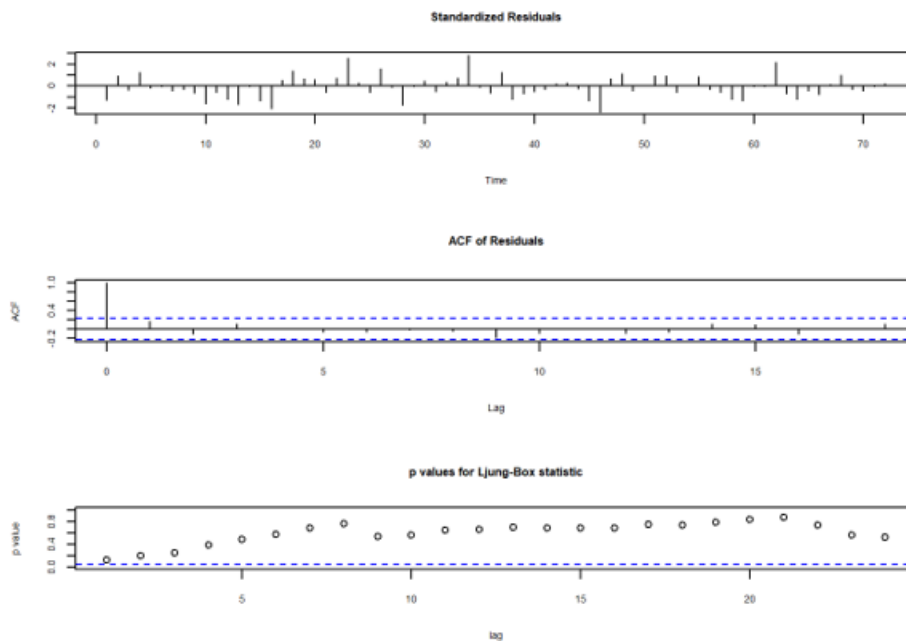 Standardized Residuals
2
0
-2
0 10 20 30 40 50 60 70
Time
ACF of Residuals
ACF
1.0
0.4
-0.2
0 5 10 15
Lag
p values for Ljung-Box statistic
p value
0.8
0.4
0.0
5 10 15 20
lag